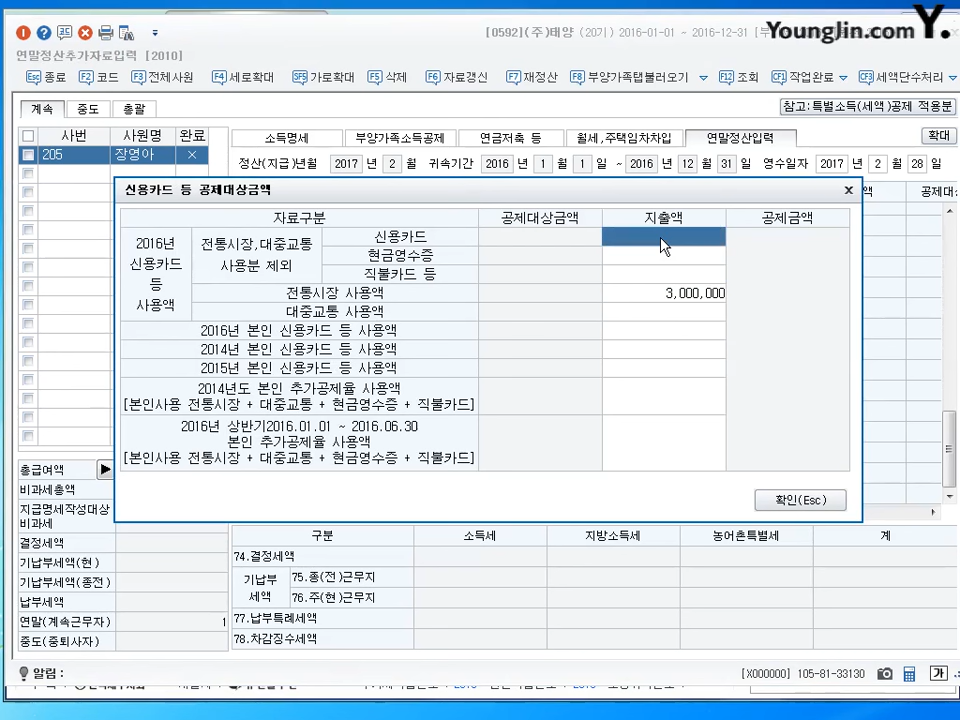 [0592](주)태양 (20기) 2016-01-01 ~ 2016-12-31
Younglin.com Y.
연말정산추가자료입력 [2010]
Esc 종료 F2 코드 F3 전체사원 F4 세로확대 SF5 가로확대 F5 삭제 F6 자료갱신 F7 재정산 F8 부양가족탭불러오기 F12 조회 CF1 작업완료 CF3 세액단수처리
계속 중도 총괄 참고:특별소득(세액)공제 적용분
사번 사원명 완료
205 장영아 ×
소득명세 부양가족소득공제 연금저축 등 월세,주택임차차입 연말정산입력 확대
정산(지급)년월 2017 년 2 월 귀속기간 2016 년 1 월 1 일 ~ 2016 년 12 월 31 일 영수일자 2017 년 2 월 28 일
신용카드 등 공제대상금액
자료구분 공제대상금액 지출액 공제금액
2016년 신용카드 등 사용액
전통시장,대중교통 사용분 제외
신용카드
현금영수증
직불카드 등
전통시장 사용액 3,000,000
대중교통 사용액
2016년 본인 신용카드 등 사용액
2014년 본인 신용카드 등 사용액
2015년 본인 신용카드 등 사용액
2014년도 본인 추가공제율 사용액
[본인사용 전통시장 + 대중교통 + 현금영수증 + 직불카드]
2016년 상반기2016.01.01 ~ 2016.06.30
본인 추가공제율 사용액
[본인사용 전통시장 + 대중교통 + 현금영수증 + 직불카드]
확인(Esc)
총급여액
비과세총액
지급명세작성대상
비과세
결정세액
기납부세액(현)
기납부세액(종전)
납부세액
연말(계속근무자) 1
중도(중퇴사자)
구분 소득세 지방소득세 농어촌특별세 계
74.결정세액
기납부 세액
75.종(전)근무지
76.주(현)근무지
77.납부특례세액
78.차감징수세액
알림 :
[X000000] 105-81-33130 가